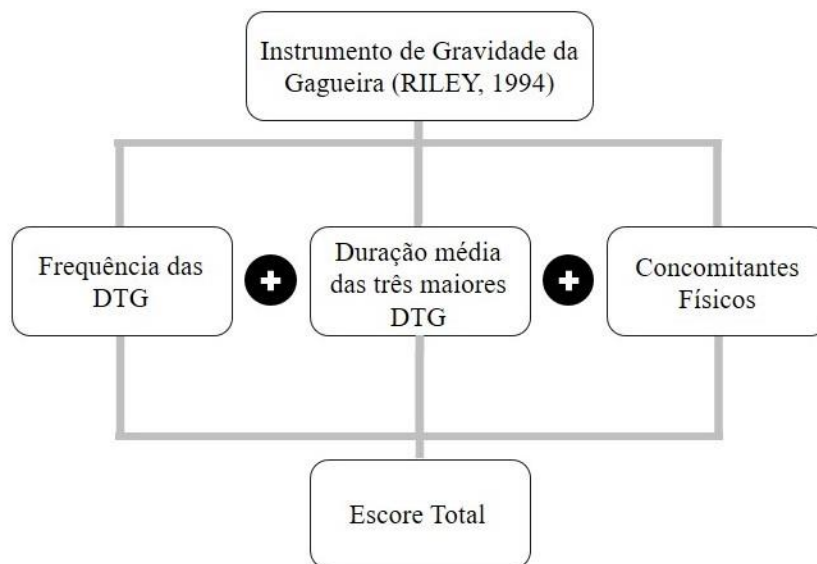 Instrumento de Gravidade da
Gagueira (RILEY, 1994)
Frequência das
DTG
Duração média
das três maiores
DTG
Concomitantes
Físicos
Escore Total